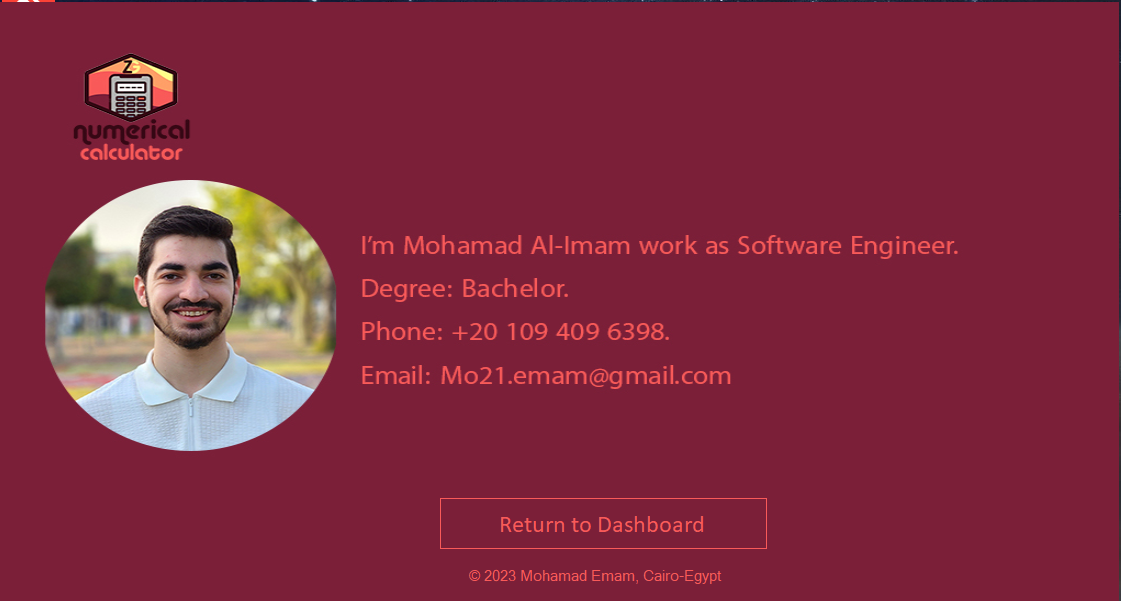 Z
numerical
calculator
I’m Mohamad Al-Imam work as Software Engineer.
Degree: Bachelor.
Phone: +20 109 409 6398.
Email: Mo21.emam@gmail.com
Return to Dashboard
© 2023 Mohamad Emam, Cairo-Egypt